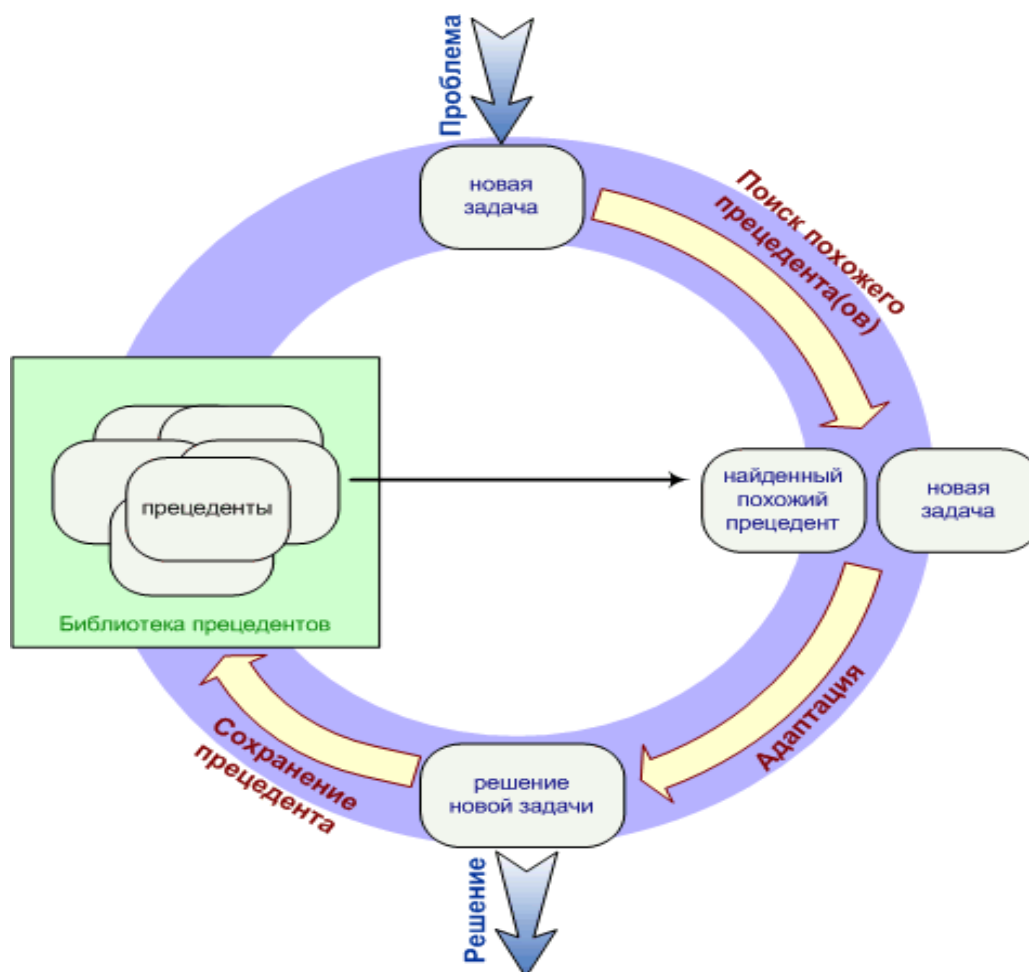 Проблема
новая
задача
Поиск похожего
прецедента(ов)
найденный
похожий
прецедент
новая
задача
прецеденты
Библиотека прецедентов
Адаптация
решение
новой задачи
Сохранение
прецедента
Решение